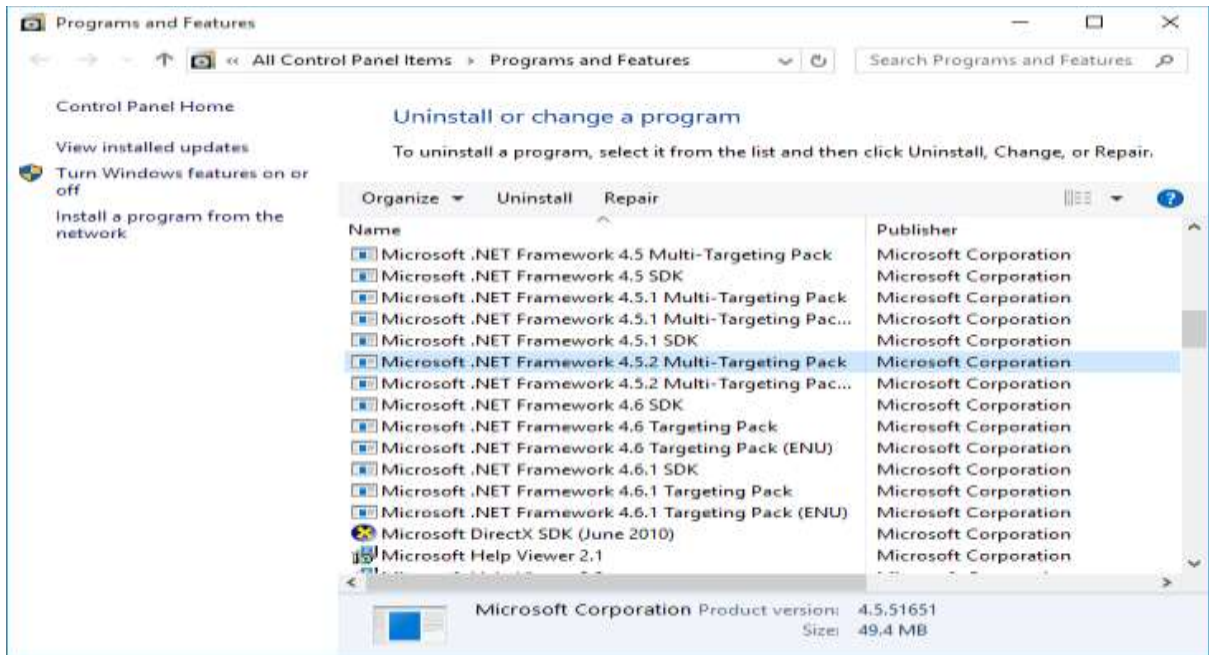 Programs and Features
« All Control Panel Items › Programs and Features
Search Programs and Features
Control Panel Home
View installed updates
Turn Windows features on or
off
Install a program from the
network
Uninstall or change a program
To uninstall a program, select it from the list and then click Uninstall, Change, or Repair.
Organize Uninstall Repair
Name Publisher
Microsoft .NET Framework 4.5 Multi-Targeting Pack Microsoft Corporation
Microsoft .NET Framework 4.5 SDK Microsoft Corporation
Microsoft .NET Framework 4.5.1 Multi-Targeting Pack Microsoft Corporation
Microsoft .NET Framework 4.5.1 Multi-Targeting Pac... Microsoft Corporation
Microsoft .NET Framework 4.5.1 SDK Microsoft Corporation
Microsoft .NET Framework 4.5.2 Multi-Targeting Pack Microsoft Corporation
Microsoft .NET Framework 4.5.2 Multi-Targeting Pac... Microsoft Corporation
Microsoft .NET Framework 4.6 SDK Microsoft Corporation
Microsoft .NET Framework 4.6 Targeting Pack Microsoft Corporation
Microsoft .NET Framework 4.6 Targeting Pack (ENU) Microsoft Corporation
Microsoft .NET Framework 4.6.1 SDK Microsoft Corporation
Microsoft .NET Framework 4.6.1 Targeting Pack Microsoft Corporation
Microsoft .NET Framework 4.6.1 Targeting Pack (ENU) Microsoft Corporation
Microsoft DirectX SDK (June 2010) Microsoft Corporation
Microsoft Help Viewer 2.1 Microsoft Corporation
Microsoft Corporation Product version: 4.5.51651
Size: 49.4 MB